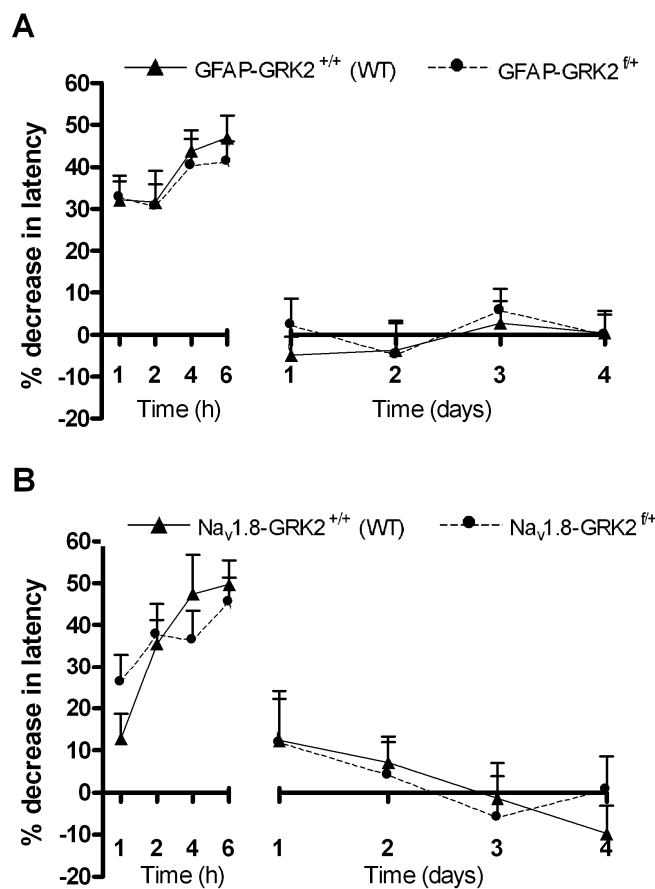 A
GFAP-GRK2+/+ (WT) GFAP-GRK2f/+
% decrease in latency
60
50
40
30
20
10
0
-10
-20
1 2 4 6 1 2 3 4
Time (h) Time (days)
B
Nav1.8-GRK2+/+ (WT) Nav1.8-GRK2f/+
% decrease in latency
60
50
40
30
20
10
0
-10
-20
1 2 4 6 1 2 3 4
Time (h) Time (days)